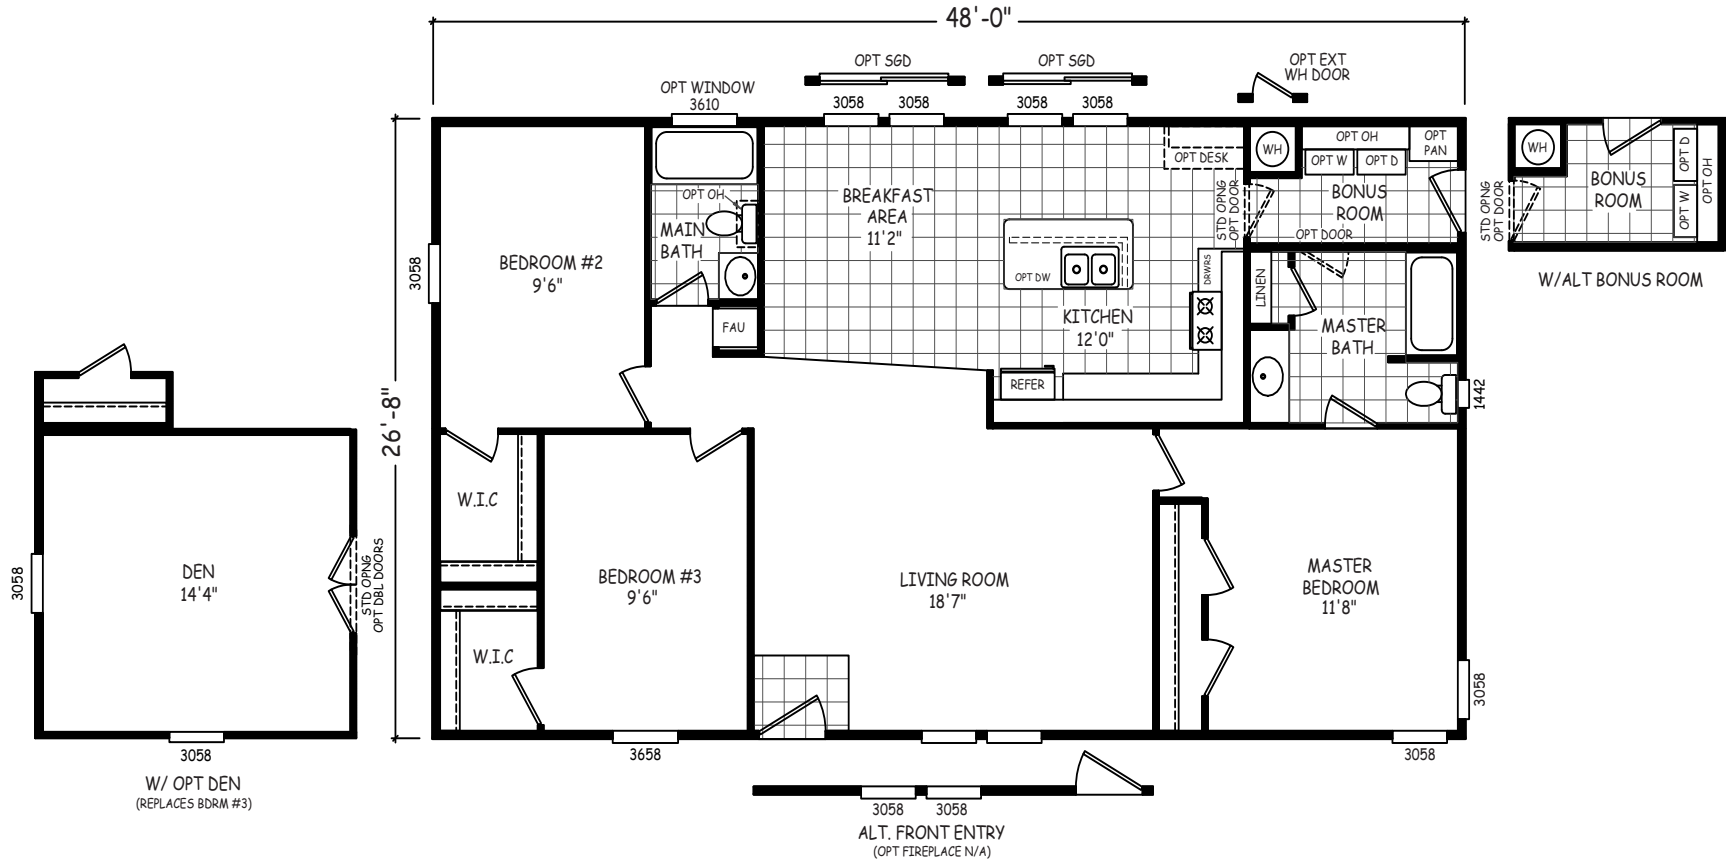 48'-0"
OPT SGD
OPT SGD
OPT EXT
WH DOOR
OPT WINDOW
3610
3058
3058
3058
3058
26'-8"
3058
BEDROOM #2
9'6"
OPT OH
MAIN
BATH
FAU
BREAKFAST
AREA
11'2"
OPT DESK
OPT DW
KITCHEN
12'0"
DRWRS
REFER
STD OPNG
OPT DOOR
WH
OPT OH
OPT
PAN
OPT W
OPT D
BONUS
ROOM
OPT DOOR
LINEN
MASTER
BATH
1442
STD OPNG
OPT DOOR
WH
BONUS
ROOM
OPT D
OPT W
OPT OH
W/ALT BONUS ROOM
W.I.C
W.I.C
BEDROOM #3
9'6"
LIVING ROOM
18'7"
MASTER
BEDROOM
11'8"
3058
3058
3658
3058
DEN
14'4"
STD OPNG
OPT DBL DOORS
3058
W/ OPT DEN
(REPLACES BDRM #3)
3058
3058
ALT. FRONT ENTRY
(OPT FIREPLACE N/A)